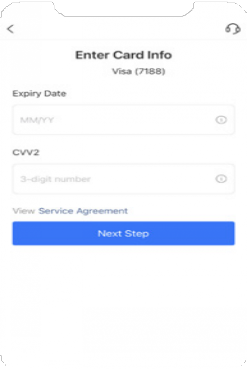 Enter Card Info
Visa (7188)
Expiry Date
MM/YY
CVV2
3-digit number
View Service Agreement
Next Step